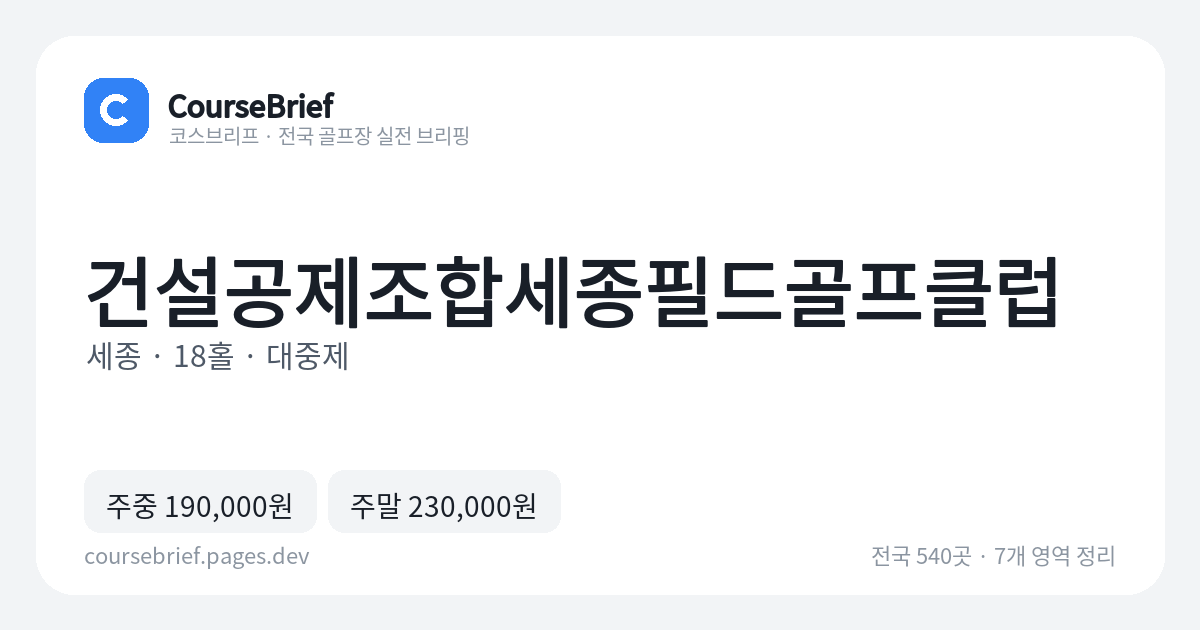 CourseBrief
코스브리프 · 전국 골프장 실전 브리핑
건설공제조합세종필드골프클럽
세종 · 18홀 · 대중제
주중 190,000원
주말 230,000원
coursebrief.pages.dev
전국 540곳 · 7개 영역 정리